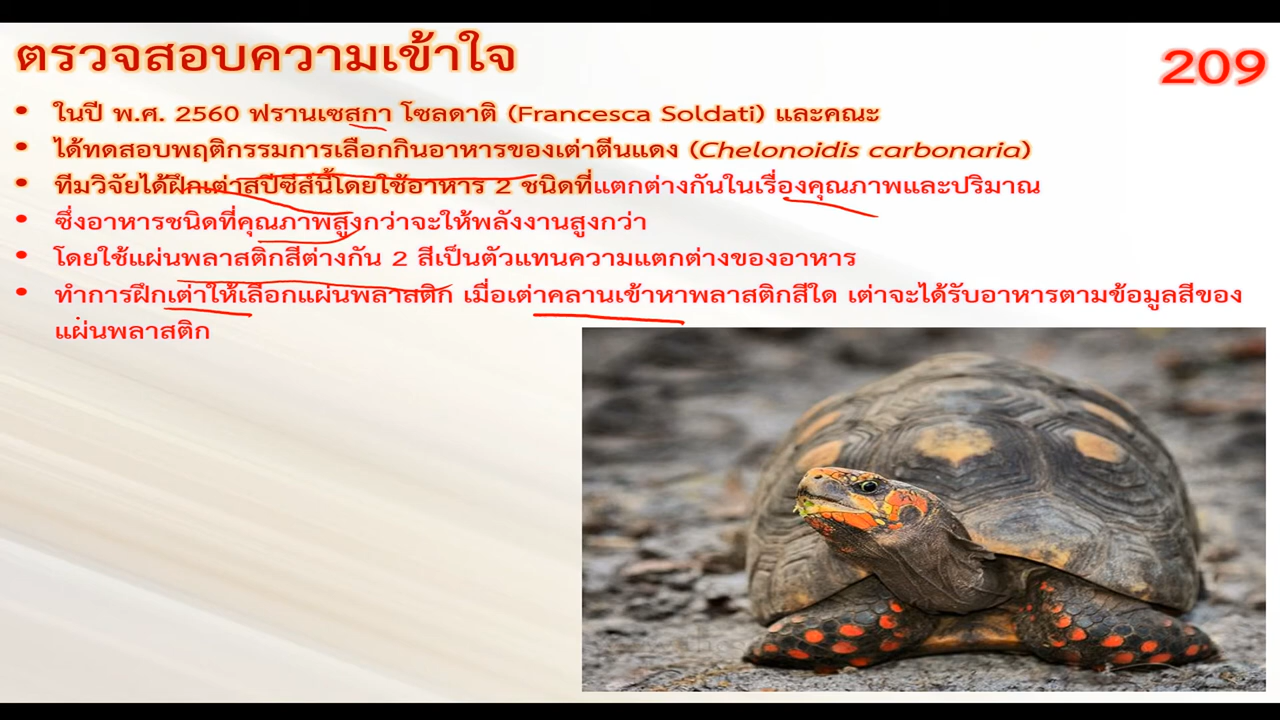 ตรวจสอบความเข้าใจ
209
• ในปี พ.ศ. 2560 ฟรานเซสกา โซลดาติ (Francesca Soldati) และคณะ
• ได้ทดสอบพฤติกรรมการเลือกกินอาหารของเต่าตีนแดง (Chelonoidis carbonaria)
• ทีมวิจัยได้ฝึกเต่าสปีชีส์นี้โดยใช้อาหาร 2 ชนิดที่แตกต่างกันในเรื่องคุณภาพและปริมาณ
• ซึ่งอาหารชนิดที่คุณภาพสูงกว่าจะให้พลังงานสูงกว่า
• โดยใช้แผ่นพลาสติกสีต่างกัน 2 สีเป็นตัวแทนความแตกต่างของอาหาร
• ทำการฝึกเต่าให้เลือกแผ่นพลาสติก เมื่อเต่าคลานเข้าหาพลาสติกสีใด เต่าจะได้รับอาหารตามข้อมูลสีของ
แผ่นพลาสติก